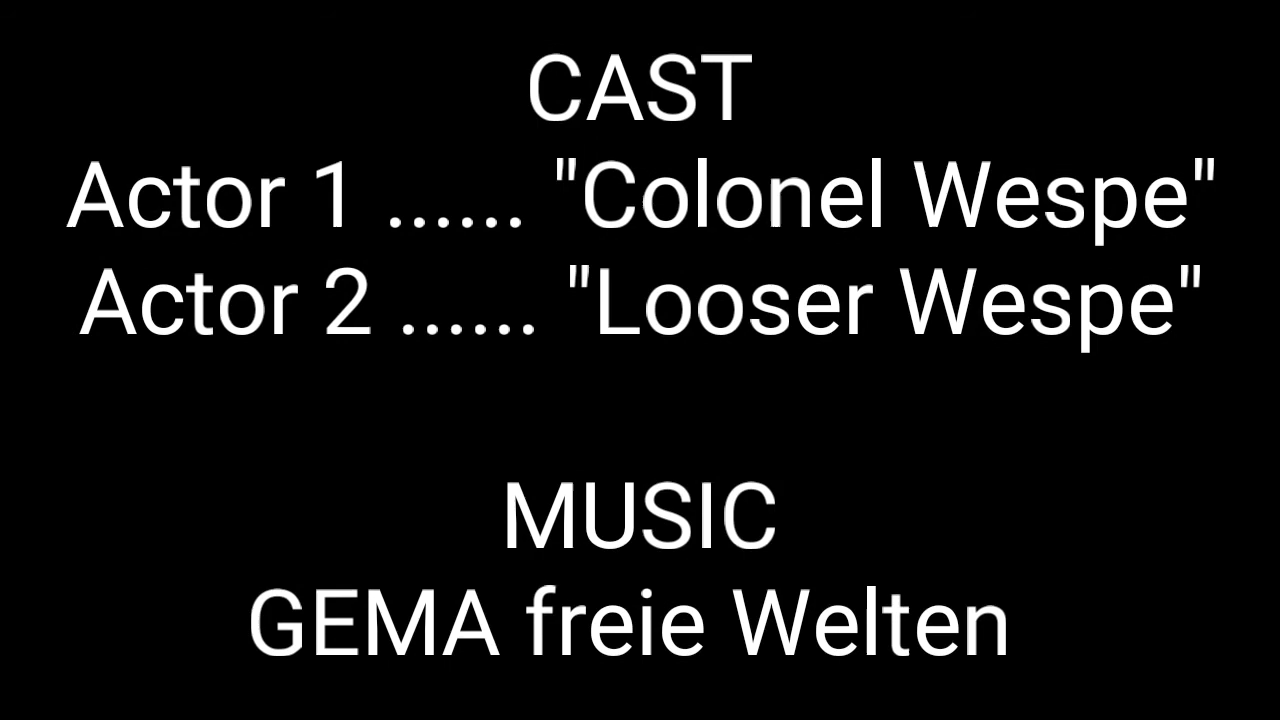 CAST
Actor 1 ...... "Colonel Wespe"
Actor 2 ...... "Looser Wespe"
MUSIC
GEMA freie Welten